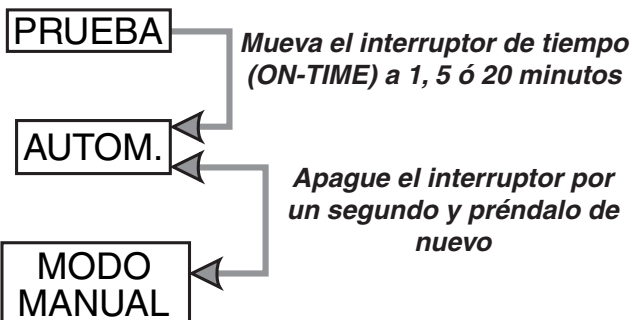 PRUEBA
Mueva el interruptor de tiempo
(ON-TIME) a 1, 5 ó 20 minutos
AUTOM.
Apague el interruptor por
un segundo y préndalo de
nuevo
MODO
MANUAL